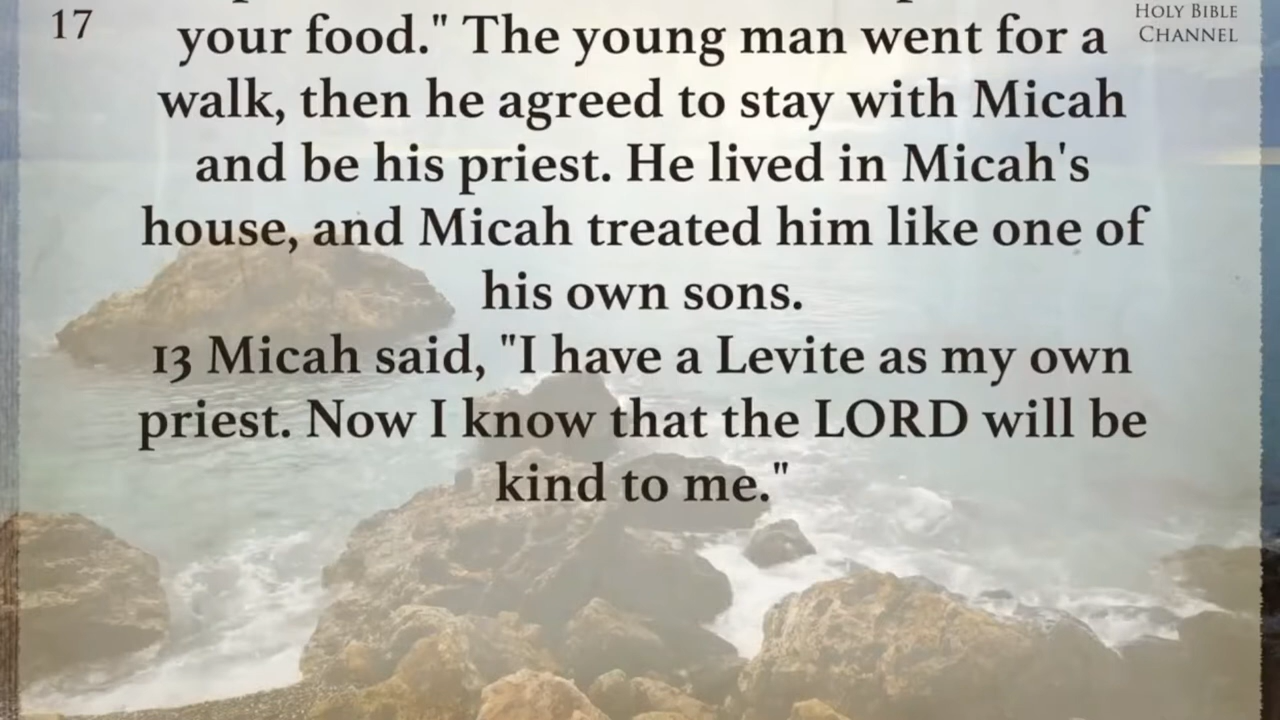 17
HOLY BIBLE
CHANNEL
your food." The young man went for a
walk, then he agreed to stay with Micah
and be his priest. He lived in Micah's
house, and Micah treated him like one of
his own sons.
13 Micah said, "I have a Levite as my own
priest. Now I know that the LORD will be
kind to me."